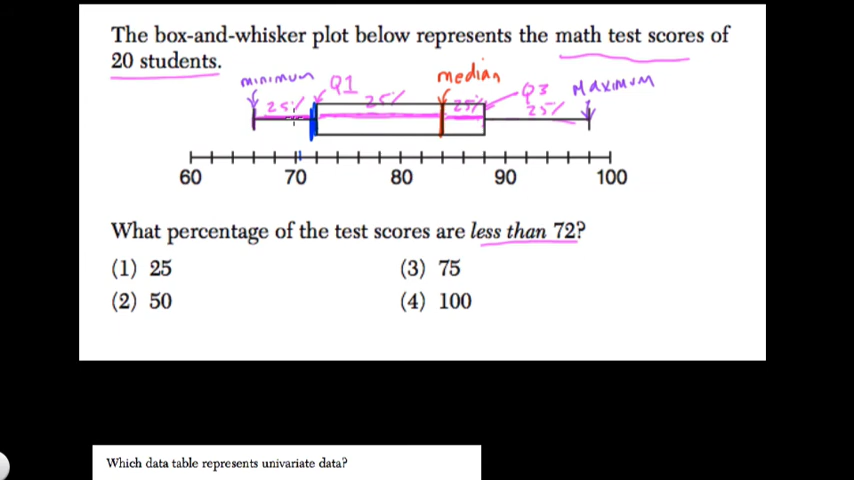 The box-and-whisker plot below represents the math test scores of
20 students.
minimum Q1 median Q3 Maximum
25% 25% 25% 25%
60 70 80 90 100
What percentage of the test scores are less than 72?
(1) 25 (3) 75
(2) 50 (4) 100
Which data table represents univariate data?